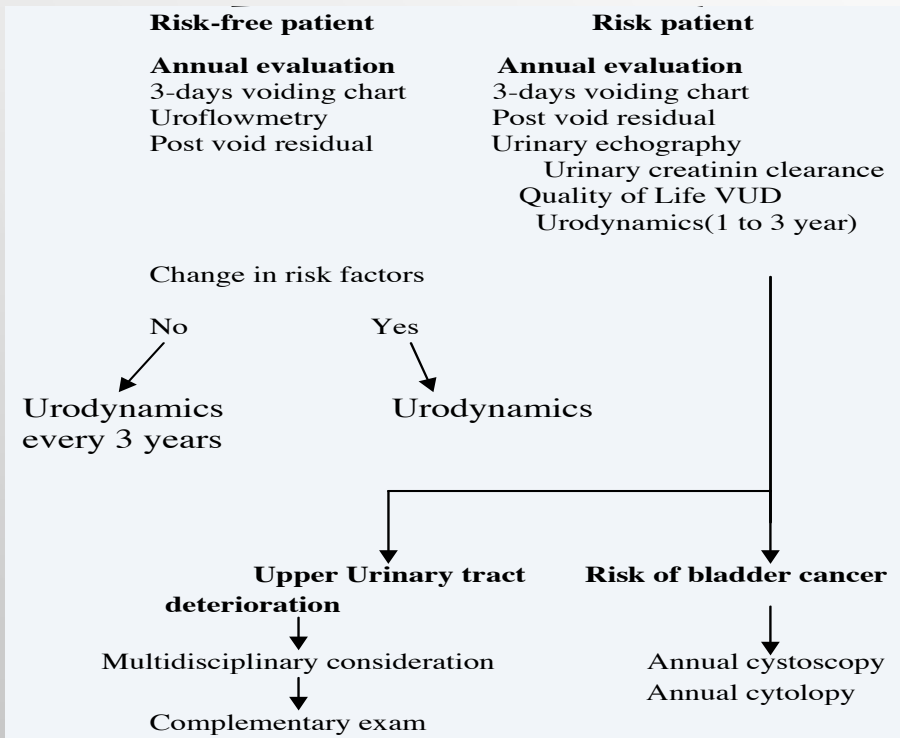 Risk-free patient
Annual evaluation
3-days voiding chart
Uroflowmetry
Post void residual
Risk patient
Annual evaluation
3-days voiding chart
Post void residual
Urinary echography
Urinary creatinin clearance
Quality of Life VUD
Urodynamics(1 to 3 year)
Change in risk factors
No
Yes
Urodynamics
every 3 years
Urodynamics
Upper Urinary tract
deterioration
Multidisciplinary consideration
Complementary exam
Risk of bladder cancer
Annual cystoscopy
Annual cytolopy